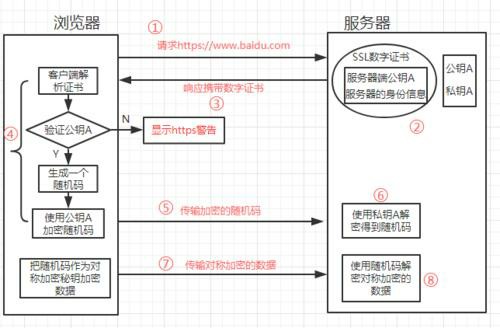 浏览器
①
服务器
请求https://www.baidu.com
SSL数字证书
客户端解
析证书
响应携带数字证书
服务器端公钥A
服务器的身份信息
公钥A
私钥A
②
③
④
验证公钥A
N
显示https警告
Y
生成一个
随机码
使用公钥A
加密随机码
⑤
传输加密的随机码
⑥
使用私钥A解
密得到随机码
把随机码作为对
称加密秘钥加密
数据
⑦
传输对称加密的数据
使用随机码解
密对称加密的
数据
⑧